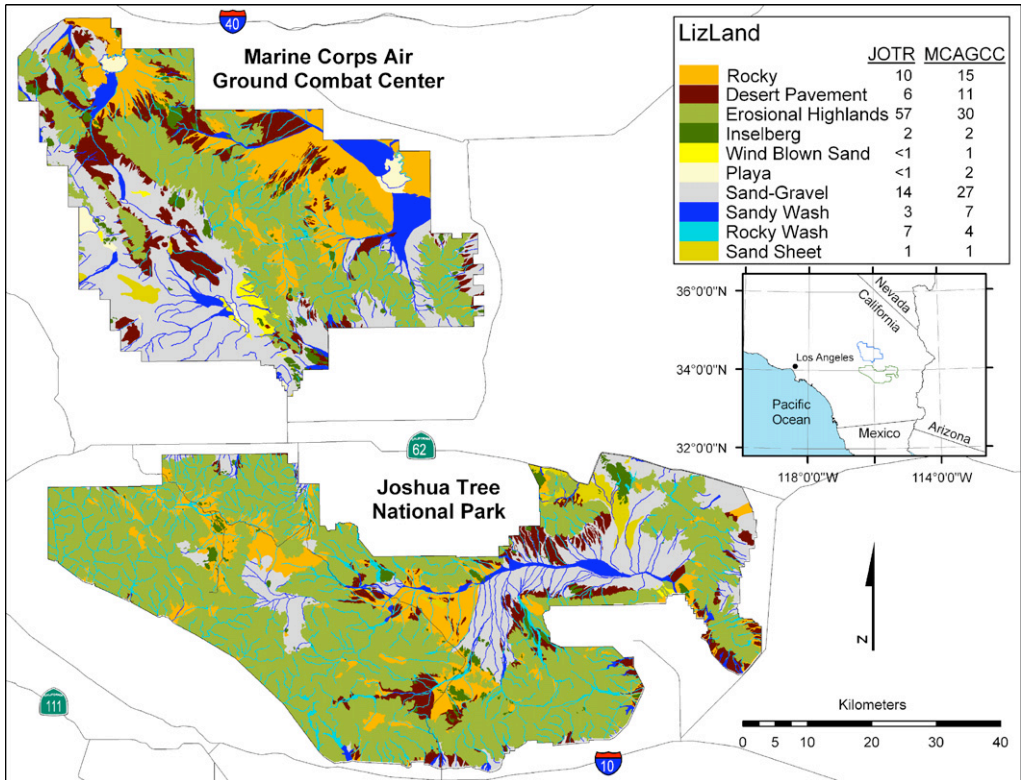 40
Marine Corps Air
Ground Combat Center
LizLand
JOTR MCAGCC
Rocky 10 15
Desert Pavement 6 11
Erosional Highlands 57 30
Inselberg 2 2
Wind Blown Sand <1 1
Playa <1 2
Sand-Gravel 14 27
Sandy Wash 3 7
Rocky Wash 7 4
Sand Sheet 1 1
36°0'0"N
Nevada
California
Los Angeles
34°0'0"N
Pacific
Ocean
Mexico
Arizona
32°0'0"N
118°0'0"W 114°0'0"W
62
Joshua Tree
National Park
N
111
10
Kilometers
0 5 10 20 30 40